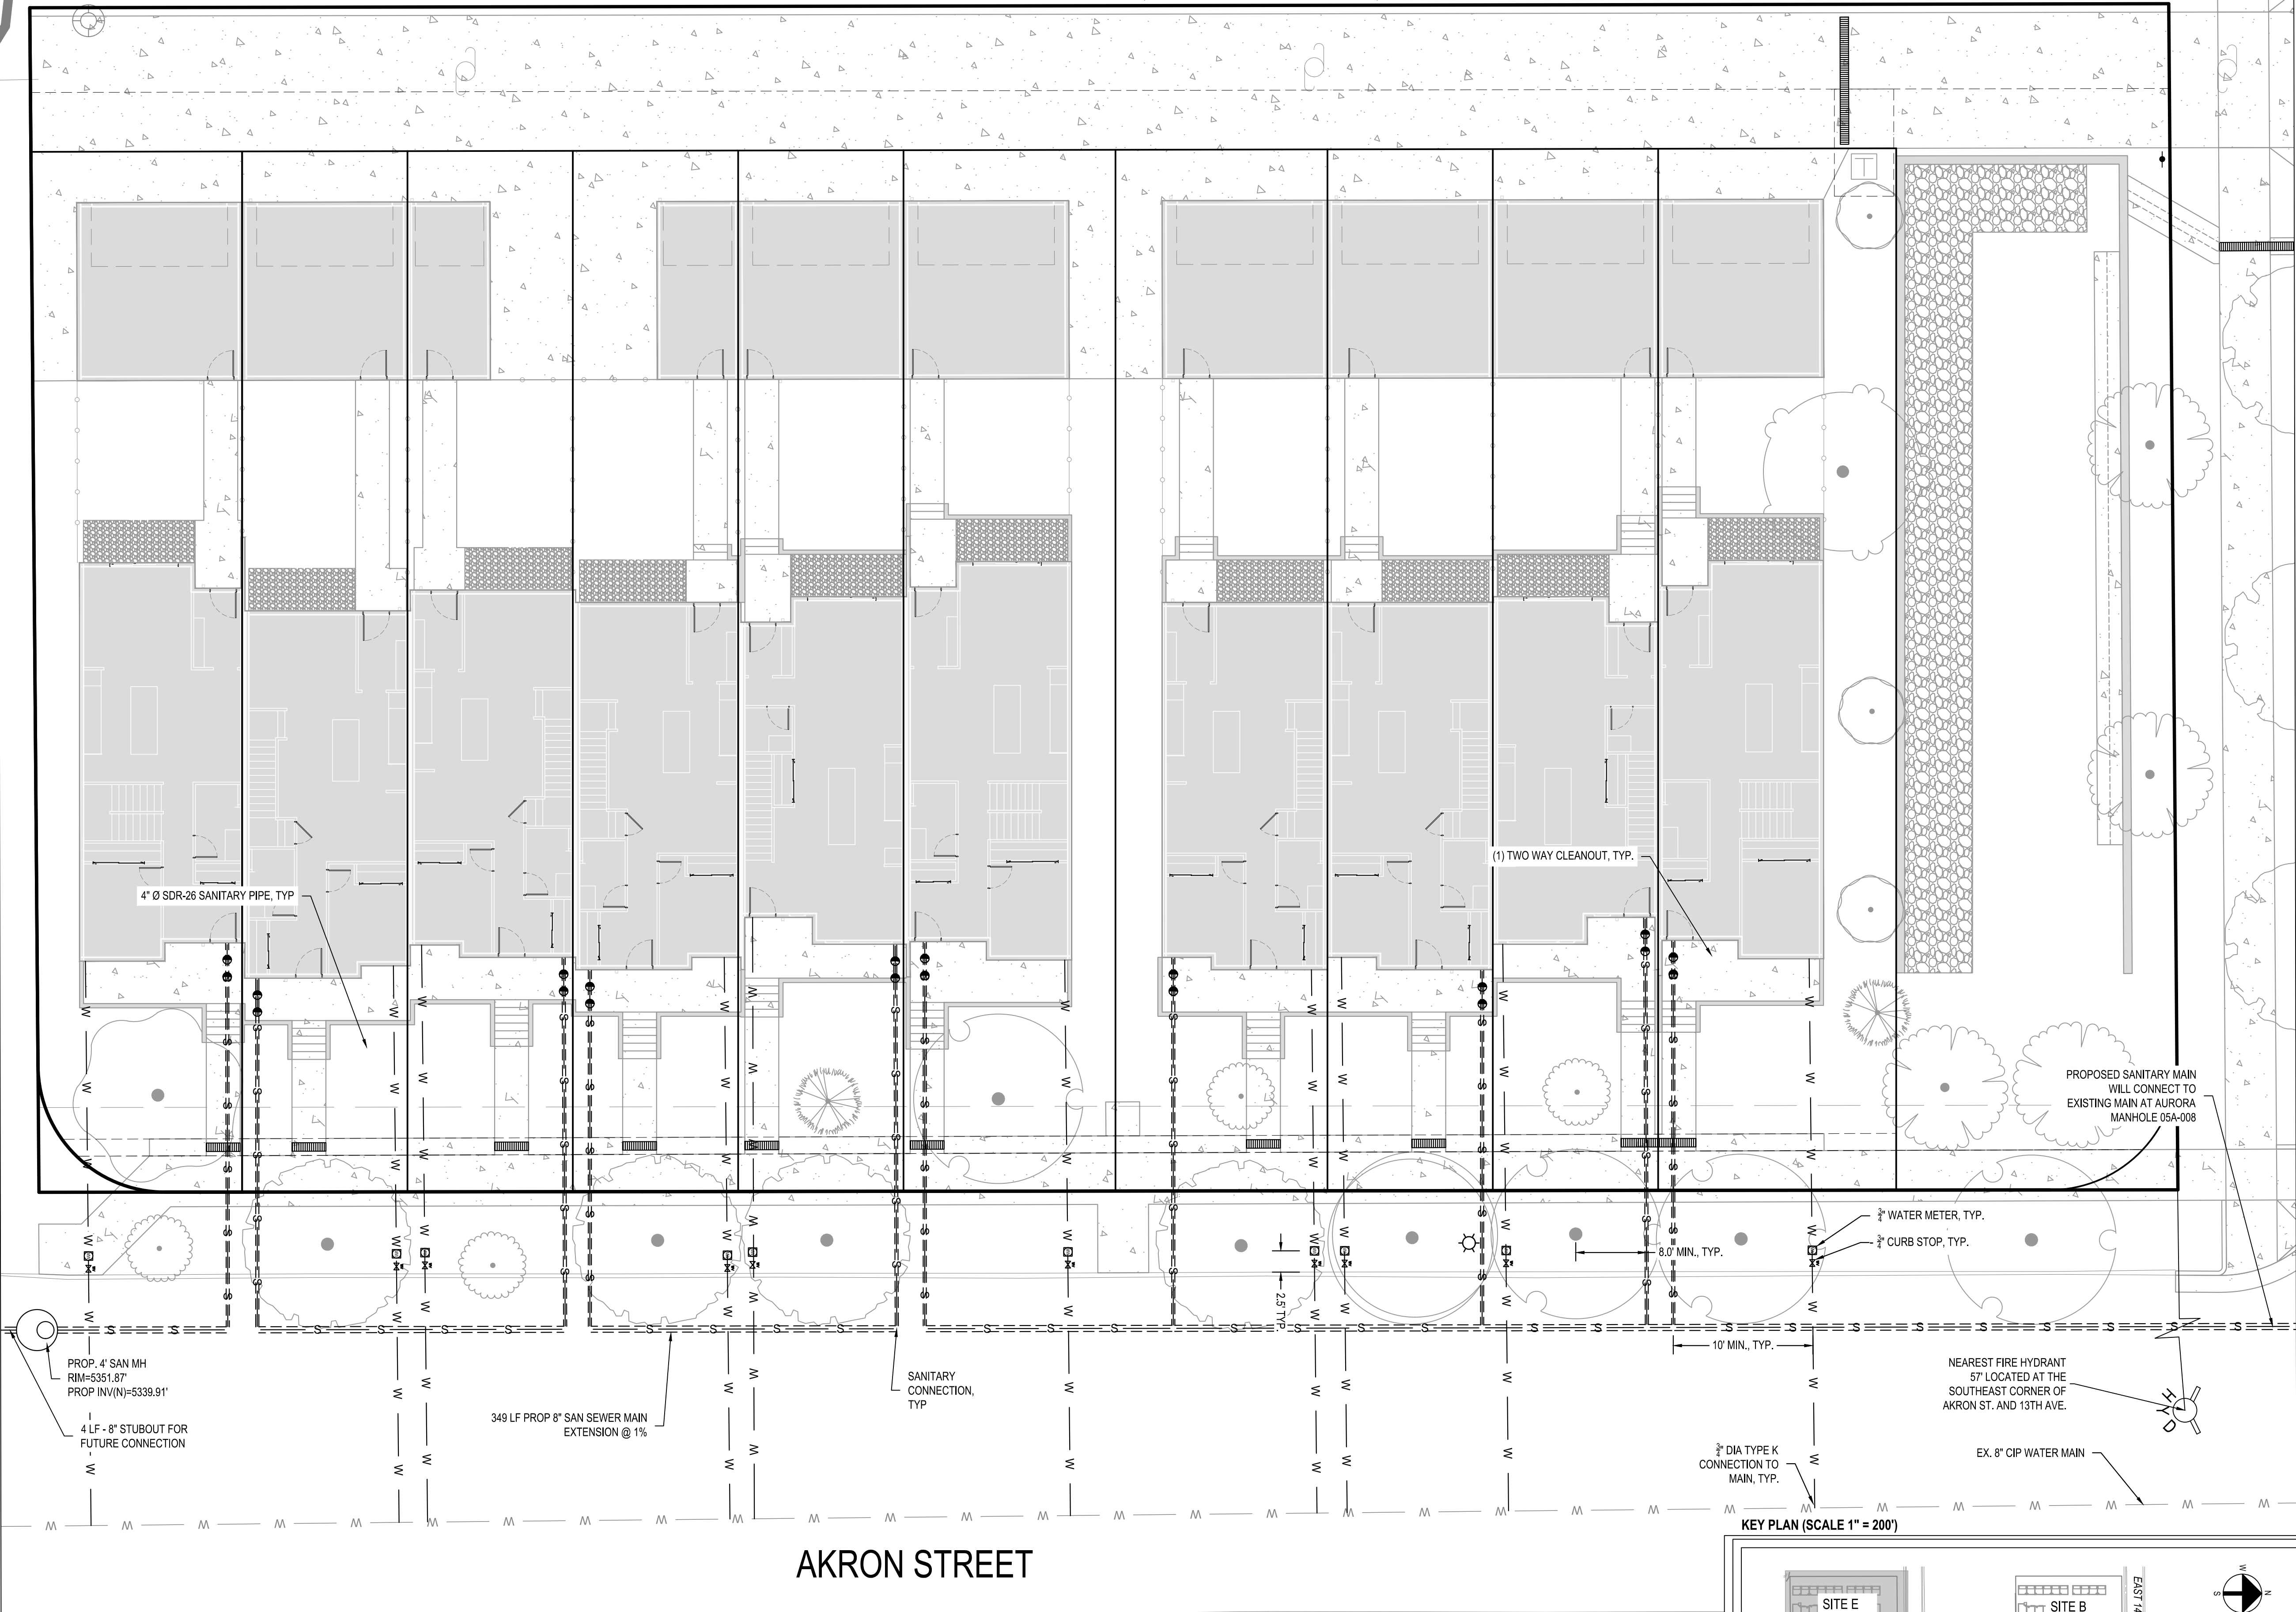 4" Ø SDR-26 SANITARY PIPE, TYP
(1) TWO WAY CLEANOUT, TYP.
PROPOSED SANITARY MAIN
WILL CONNECT TO
EXISTING MAIN AT AURORA
MANHOLE 05A-008
3/4" WATER METER, TYP.
3/4" CURB STOP, TYP.
8.0' MIN., TYP.
2.5' TYP.
10' MIN., TYP.
PROP. 4' SAN MH
RIM=5351.87'
PROP INV(N)=5339.91'
4 LF - 8" STUBOUT FOR
FUTURE CONNECTION
349 LF PROP 8" SAN SEWER MAIN
EXTENSION @ 1%
SANITARY
CONNECTION,
TYP
NEAREST FIRE HYDRANT
57' LOCATED AT THE
SOUTHEAST CORNER OF
AKRON ST. AND 13TH AVE.
HYD
3/4" DIA TYPE K
CONNECTION TO
MAIN, TYP.
EX. 8" CIP WATER MAIN
AKRON STREET
KEY PLAN (SCALE 1" = 200')
SITE E
SITE B
EAST 14
W
S
N
T